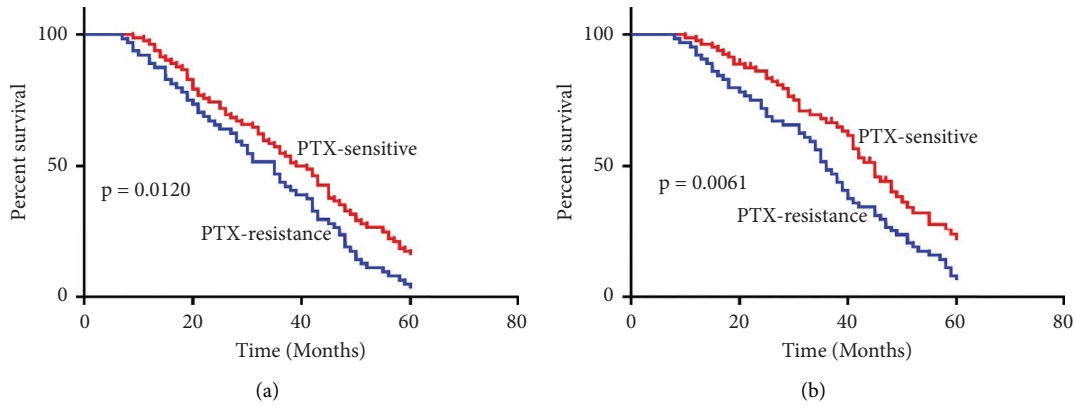 100
50
0
Percent survival
PTX-sensitive
p = 0.0120
PTX-resistance
0
20
40
60
80
Time (Months)
(a)
100
50
0
Percent survival
PTX-sensitive
p = 0.0061
PTX-resistance
0
20
40
60
80
Time (Months)
(b)